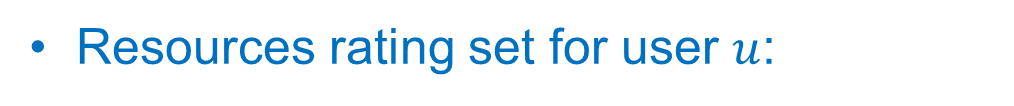 • Resources rating set for user 𝑢: